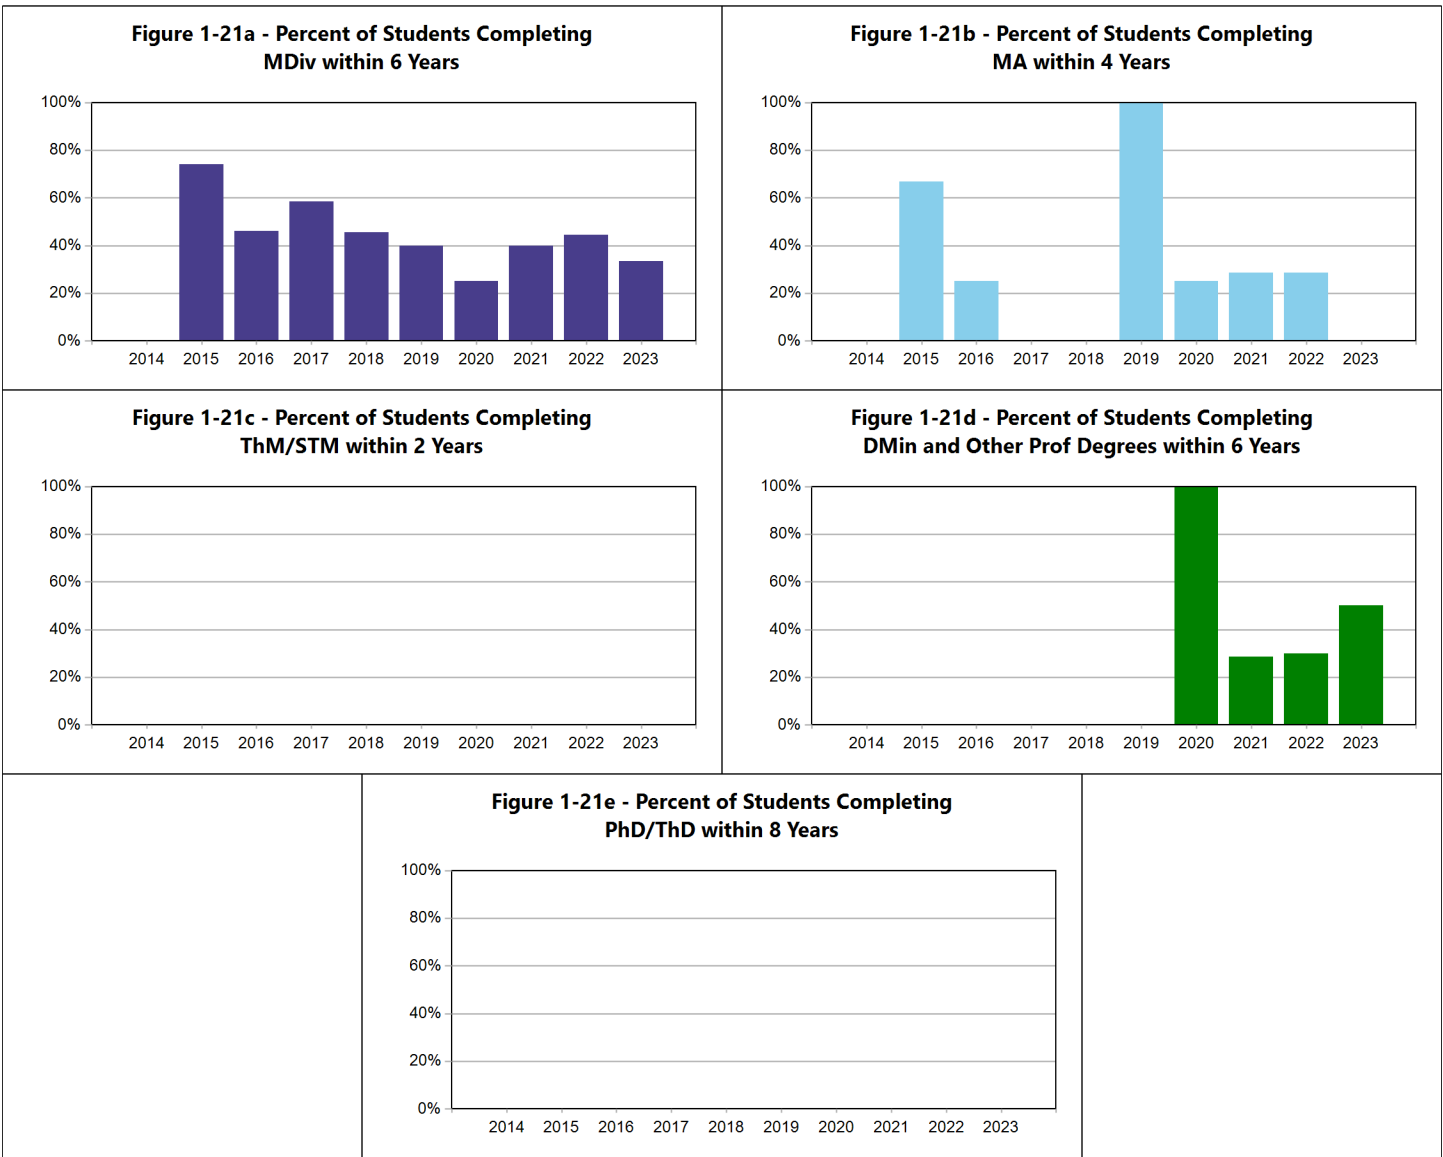 Figure 1-21a - Percent of Students Completing
MDiv within 6 Years
100%
80%
60%
40%
20%
0%
2014 2015 2016 2017 2018 2019 2020 2021 2022 2023
Figure 1-21b - Percent of Students Completing
MA within 4 Years
100%
80%
60%
40%
20%
0%
2014 2015 2016 2017 2018 2019 2020 2021 2022 2023
Figure 1-21c - Percent of Students Completing
ThM/STM within 2 Years
100%
80%
60%
40%
20%
0%
2014 2015 2016 2017 2018 2019 2020 2021 2022 2023
Figure 1-21d - Percent of Students Completing
DMin and Other Prof Degrees within 6 Years
100%
80%
60%
40%
20%
0%
2014 2015 2016 2017 2018 2019 2020 2021 2022 2023
Figure 1-21e - Percent of Students Completing
PhD/ThD within 8 Years
100%
80%
60%
40%
20%
0%
2014 2015 2016 2017 2018 2019 2020 2021 2022 2023